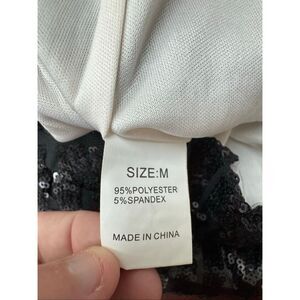 SIZE:M
95%POLYESTER
5%SPANDEX
MADE IN CHINA